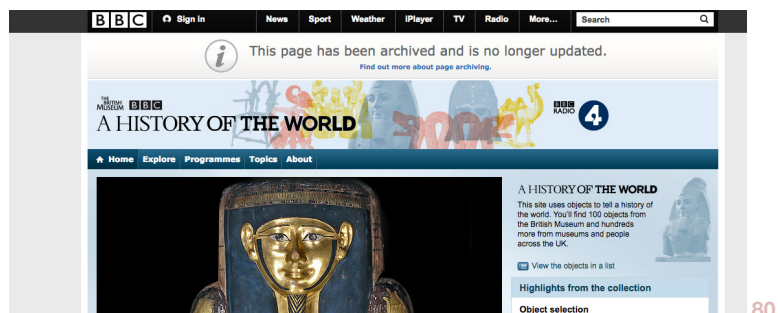 BBC Sign in News Sport Weather iPlayer TV Radio More... Search
i This page has been archived and is no longer updated.
Find out more about page archiving.
THE BRITISH MUSEUM BBC
A HISTORY OF THE WORLD
BBC RADIO 4
Home Explore Programmes Topics About
A HISTORY OF THE WORLD
This site uses objects to tell a history of
the world. You'll find 100 objects from
the British Museum and hundreds
more from museums and people
across the UK.
View the objects in a list
Highlights from the collection
Object selection
80